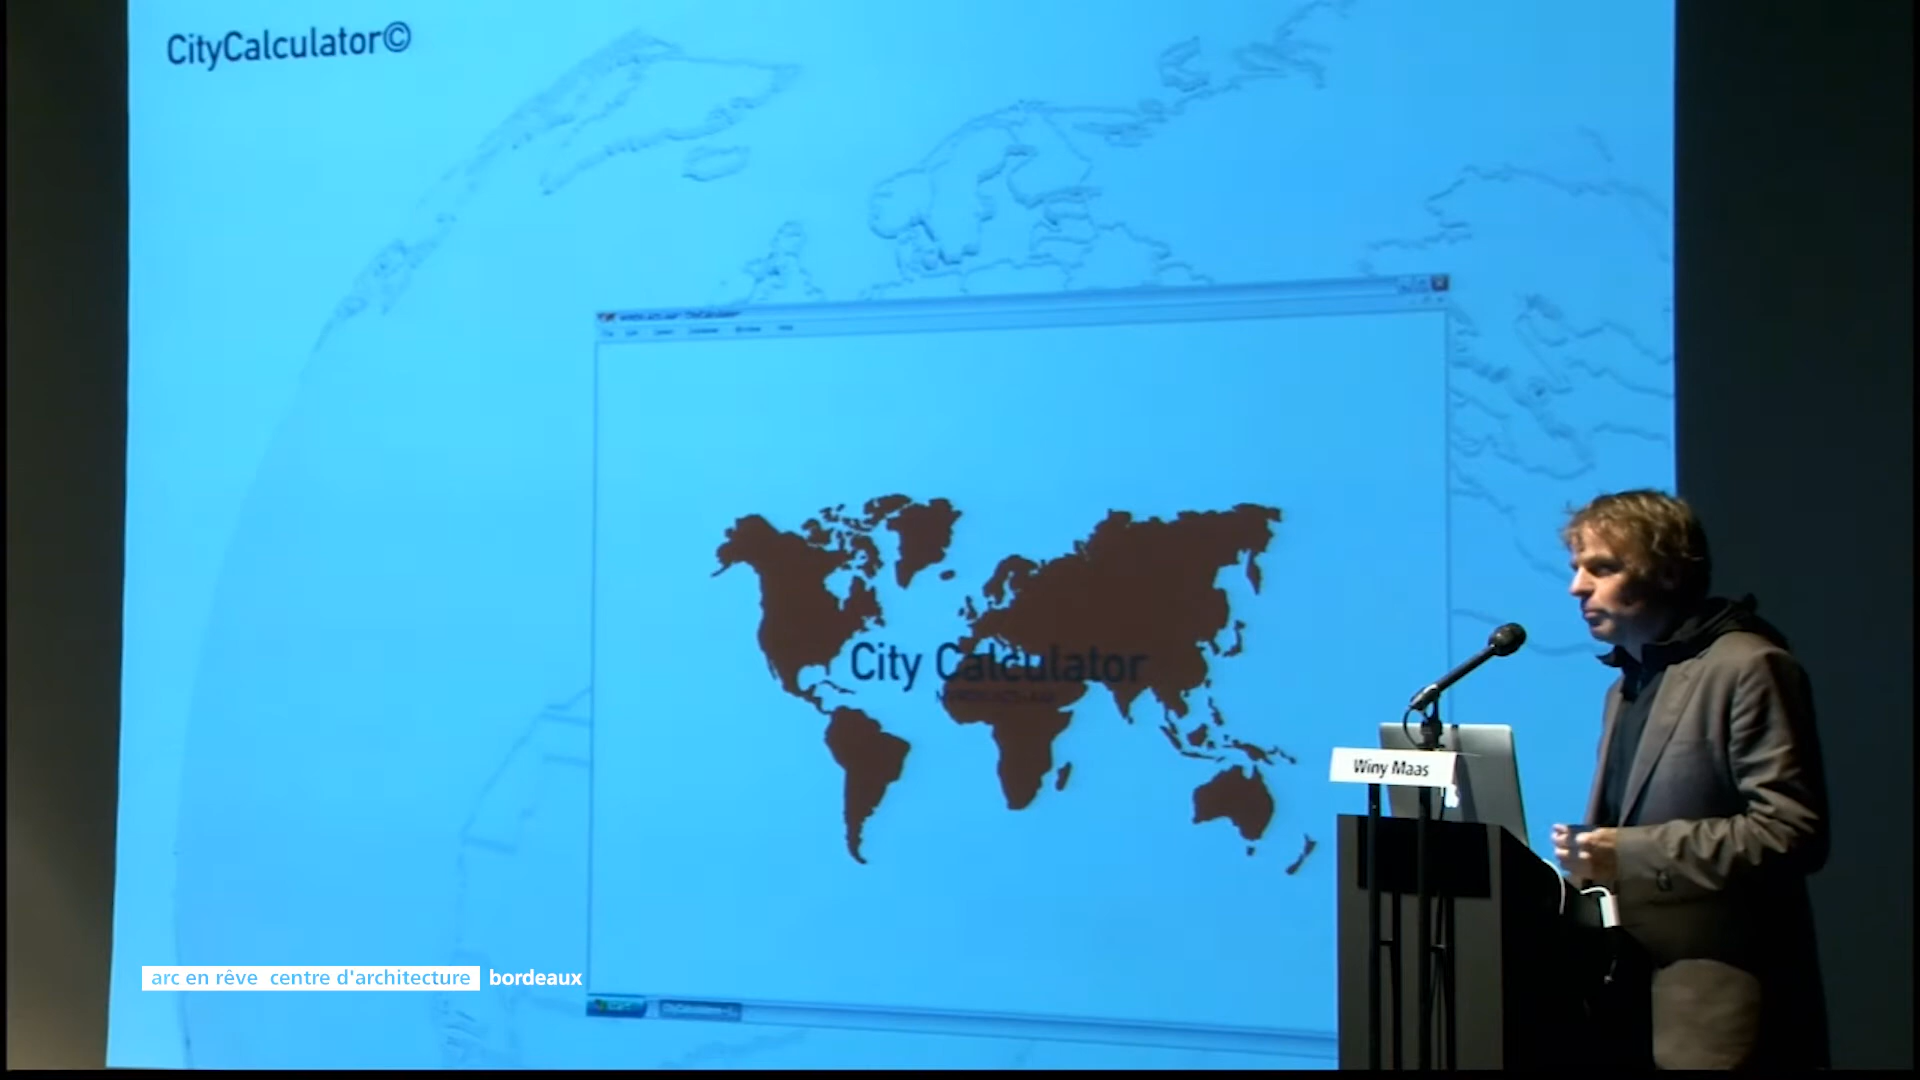 CityCalculator©
City Calculator
Winy Maas
arc en rêve centre d'architecture bordeaux